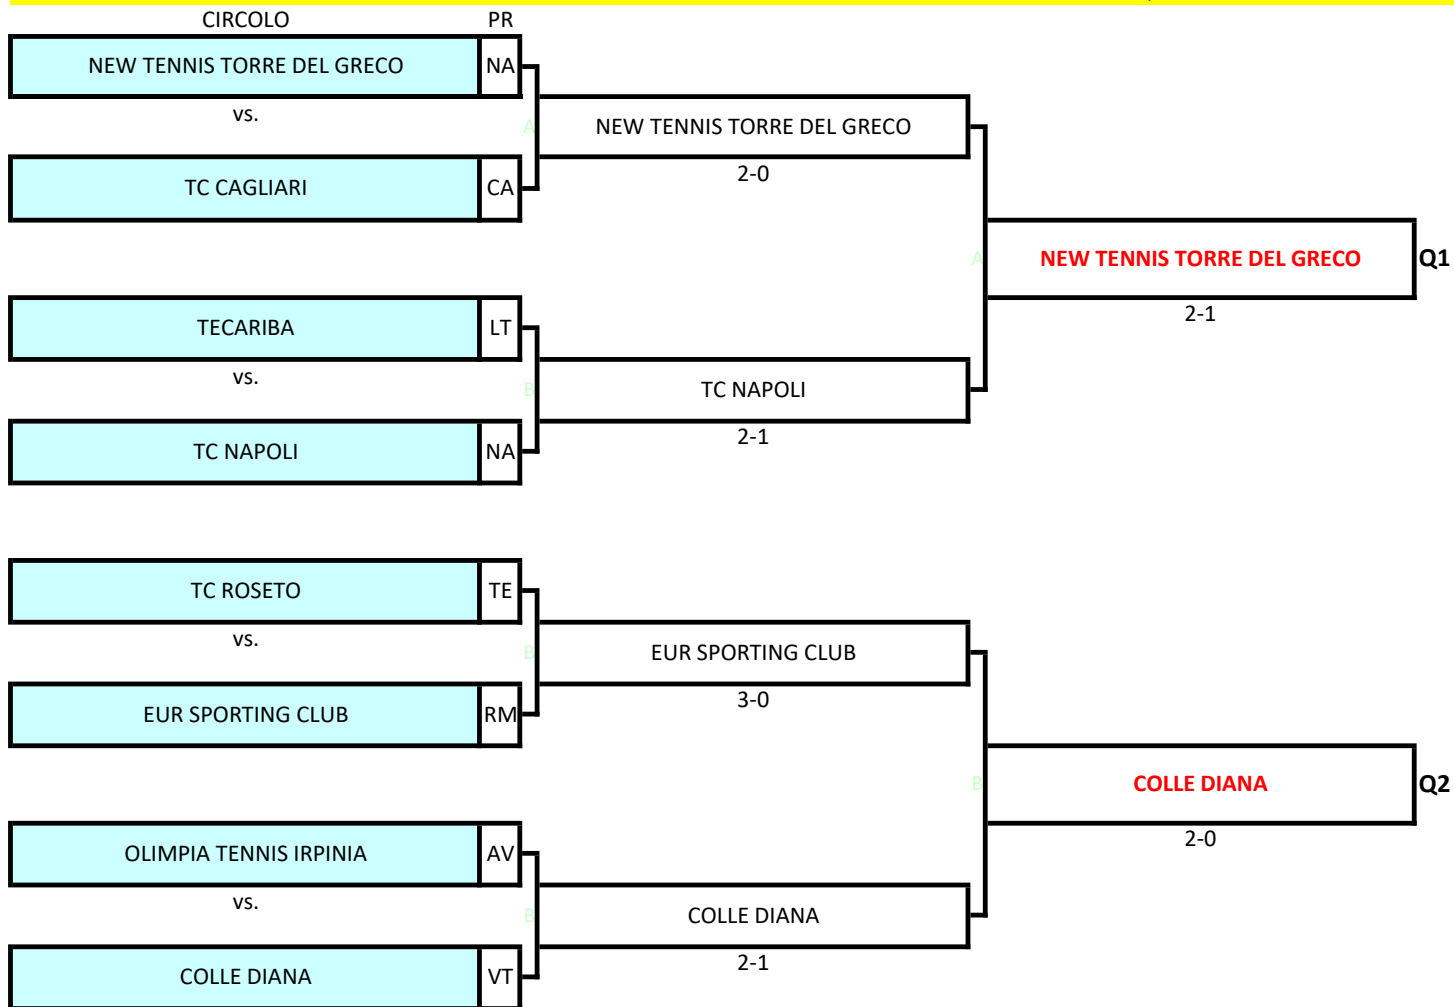 CIRCOLO PR
NEW TENNIS TORRE DEL GRECO NA
vs.
A NEW TENNIS TORRE DEL GRECO
2-0
TC CAGLIARI CA
A NEW TENNIS TORRE DEL GRECO Q1
2-1
TECARIBA LT
vs.
B TC NAPOLI
2-1
TC NAPOLI NA
TC ROSETO TE
vs.
B EUR SPORTING CLUB
3-0
EUR SPORTING CLUB RM
B COLLE DIANA Q2
2-0
OLIMPIA TENNIS IRPINIA AV
vs.
B COLLE DIANA
2-1
COLLE DIANA VT